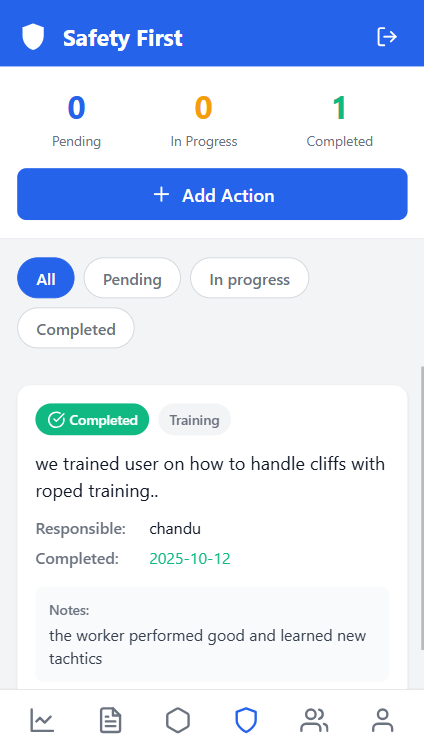 Safety First
0 0 1
Pending In Progress Completed
+ Add Action
All Pending In progress
Completed
Completed Training
we trained user on how to handle cliffs with
roped training..
Responsible: chandu
Completed: 2025-10-12
Notes:
the worker performed good and learned new
tachtics